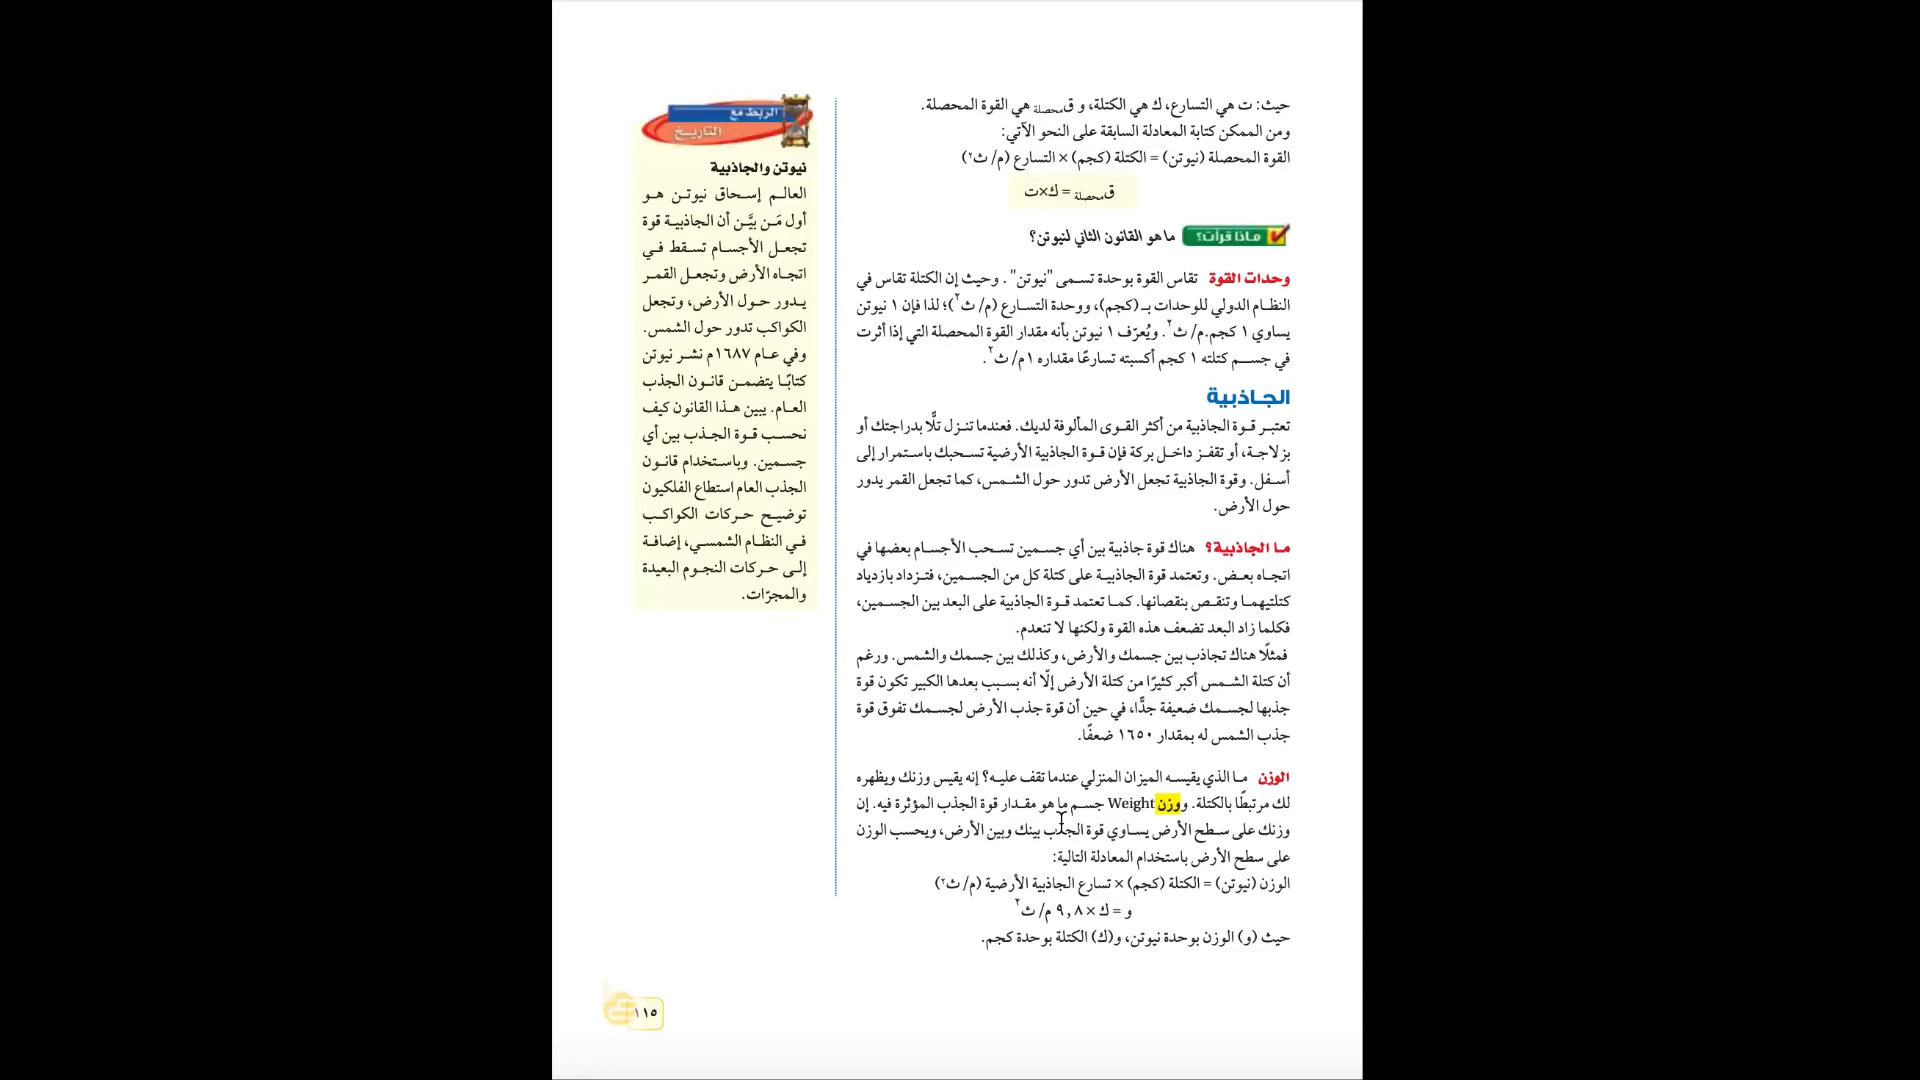 حيث: ت هي التسارع، ك هي الكتلة، و ق محصلة هي القوة المحصلة.
ومن الممكن كتابة المعادلة السابقة على النحو الآتي:
القوة المحصلة (نيوتن) = الكتلة (كجم) × التسارع (م/ ث٢)
ق محصلة = ك×ت
ماذا قرأت؟ ما هو القانون الثاني لنيوتن؟
وحدات القوة تقاس القوة بوحدة تسمى "نيوتن" . وحيث إن الكتلة تقاس في
النظام الدولي للوحدات بـ (كجم)، ووحدة التسارع (م/ ث٢)؛ لذا فإن ١ نيوتن
يساوي ١ كجم.م/ ث٢. ويُعرّف ١ نيوتن بأنه مقدار القوة المحصلة التي إذا أثرت
في جسم كتلته ١ كجم أكسبته تسارعًا مقداره ١ م/ ث٢.
الجاذبية
تعتبر قوة الجاذبية من أكثر القوى المألوفة لديك. فعندما تنزل تلًّا بدراجتك أو
بزلاجة، أو تقفز داخل بركة فإن قوة الجاذبية الأرضية تسحبك باستمرار إلى
أسفل. وقوة الجاذبية تجعل الأرض تدور حول الشمس، كما تجعل القمر يدور
حول الأرض.
ما الجاذبية؟ هناك قوة جاذبية بين أي جسمين تسحب الأجسام بعضها في
اتجاه بعض. وتعتمد قوة الجاذبية على كتلة كل من الجسمين، فتزداد بازدياد
كتلتيهما وتنقص بنقصانها. كما تعتمد قوة الجاذبية على البعد بين الجسمين،
فكلما زاد البعد تضعف هذه القوة ولكنها لا تنعدم.
فمثلًا هناك تجاذب بين جسمك والأرض، وكذلك بين جسمك والشمس. ورغم
أن كتلة الشمس أكبر كثيرًا من كتلة الأرض إلّا أنه بسبب بعدها الكبير تكون قوة
جذبها لجسمك ضعيفة جدًّا، في حين أن قوة جذب الأرض لجسمك تفوق قوة
جذب الشمس له بمقدار ١٦٥٠ ضعفًا.
الوزن ما الذي يقيسه الميزان المنزلي عندما تقف عليه؟ إنه يقيس وزنك ويظهره
لك مرتبطًا بالكتلة. ووزن Weight جسم ما هو مقدار قوة الجذب المؤثرة فيه. إن
وزنك على سطح الأرض يساوي قوة الجذب بينك وبين الأرض، ويحسب الوزن
على سطح الأرض باستخدام المعادلة التالية:
الوزن (نيوتن) = الكتلة (كجم) × تسارع الجاذبية الأرضية (م/ ث٢)
و = ك × ٩,٨ م/ ث٢
حيث (و) الوزن بوحدة نيوتن، و(ك) الكتلة بوحدة كجم.
الربط مع
التاريخ
نيوتن والجاذبية
العالم إسحاق نيوتن هو
أول مَن بيَّن أن الجاذبية قوة
تجعل الأجسام تسقط في
اتجاه الأرض وتجعل القمر
يدور حول الأرض، وتجعل
الكواكب تدور حول الشمس.
وفي عام ١٦٨٧م نشر نيوتن
كتابًا يتضمن قانون الجذب
العام. يبين هذا القانون كيف
نحسب قوة الجذب بين أي
جسمين. وباستخدام قانون
الجذب العام استطاع الفلكيون
توضيح حركات الكواكب
في النظام الشمسي، إضافة
إلى حركات النجوم البعيدة
والمجرّات.
١١٥